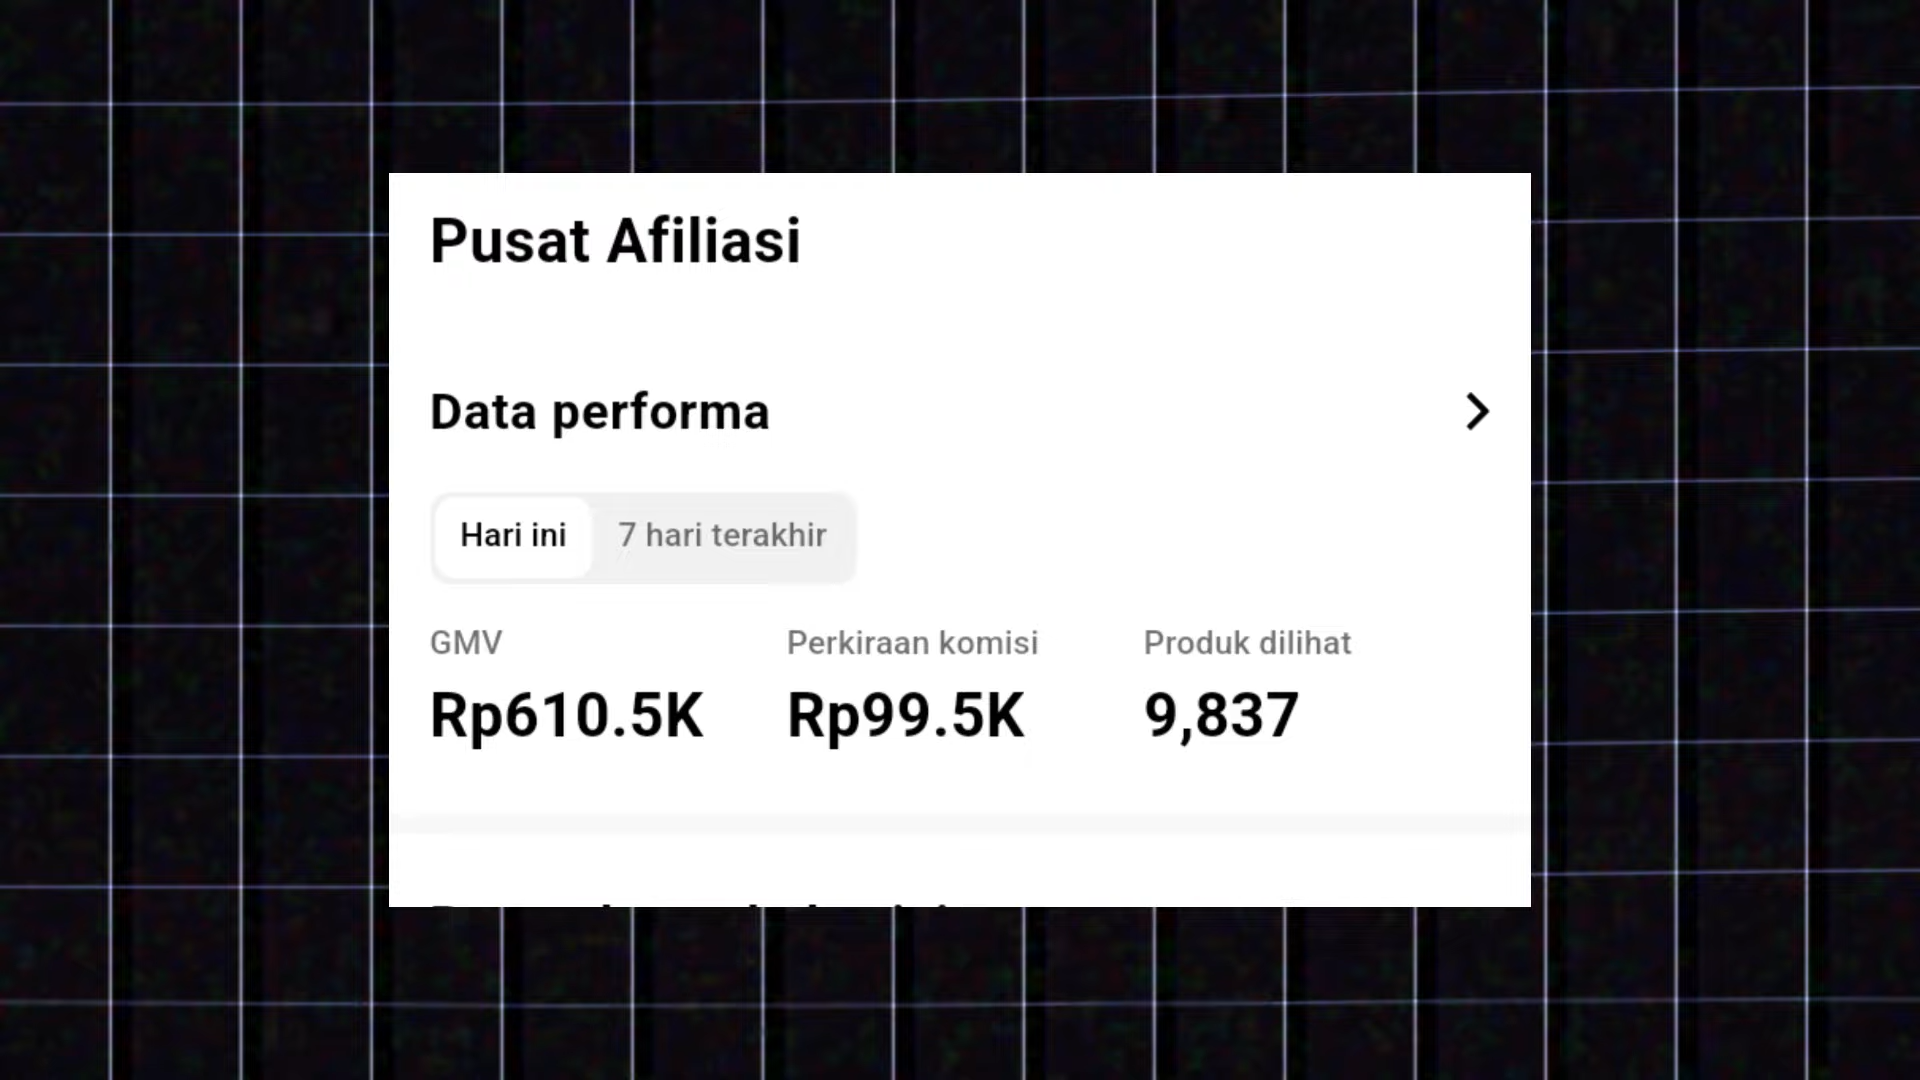 Pusat Afiliasi
Data performa
Hari ini 7 hari terakhir
GMV Perkiraan komisi Produk dilihat
Rp610.5K Rp99.5K 9,837